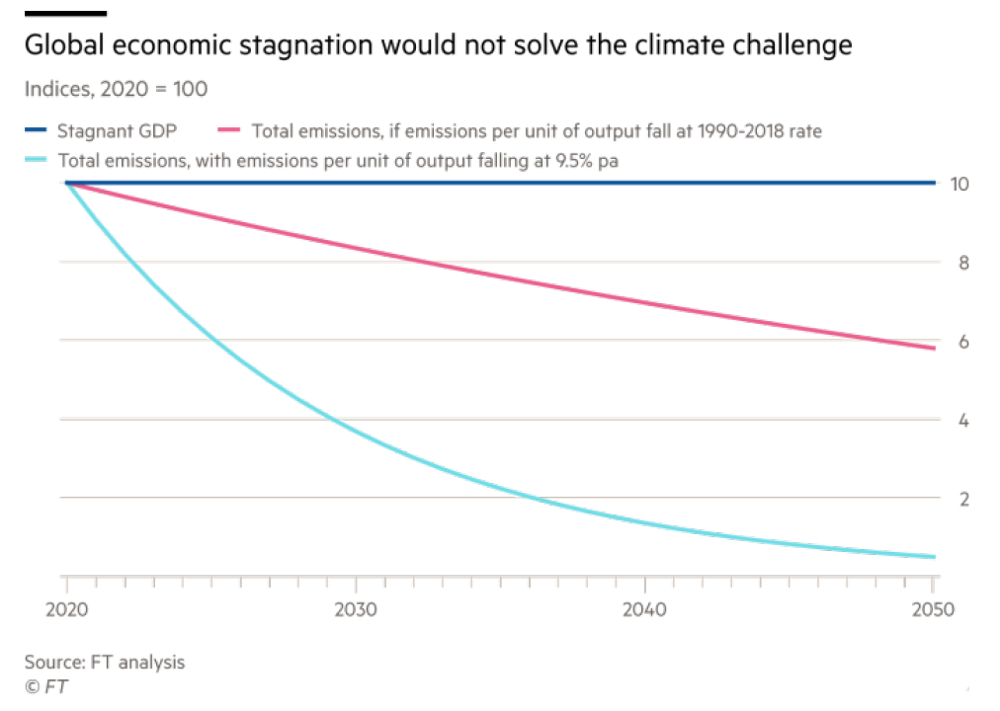 Global economic stagnation would not solve the climate challenge
Indices, 2020 = 100
Stagnant GDP Total emissions, if emissions per unit of output fall at 1990-2018 rate
Total emissions, with emissions per unit of output falling at 9.5% pa
10
8
6
4
2
2020 2030 2040 2050
Source: FT analysis
© FT